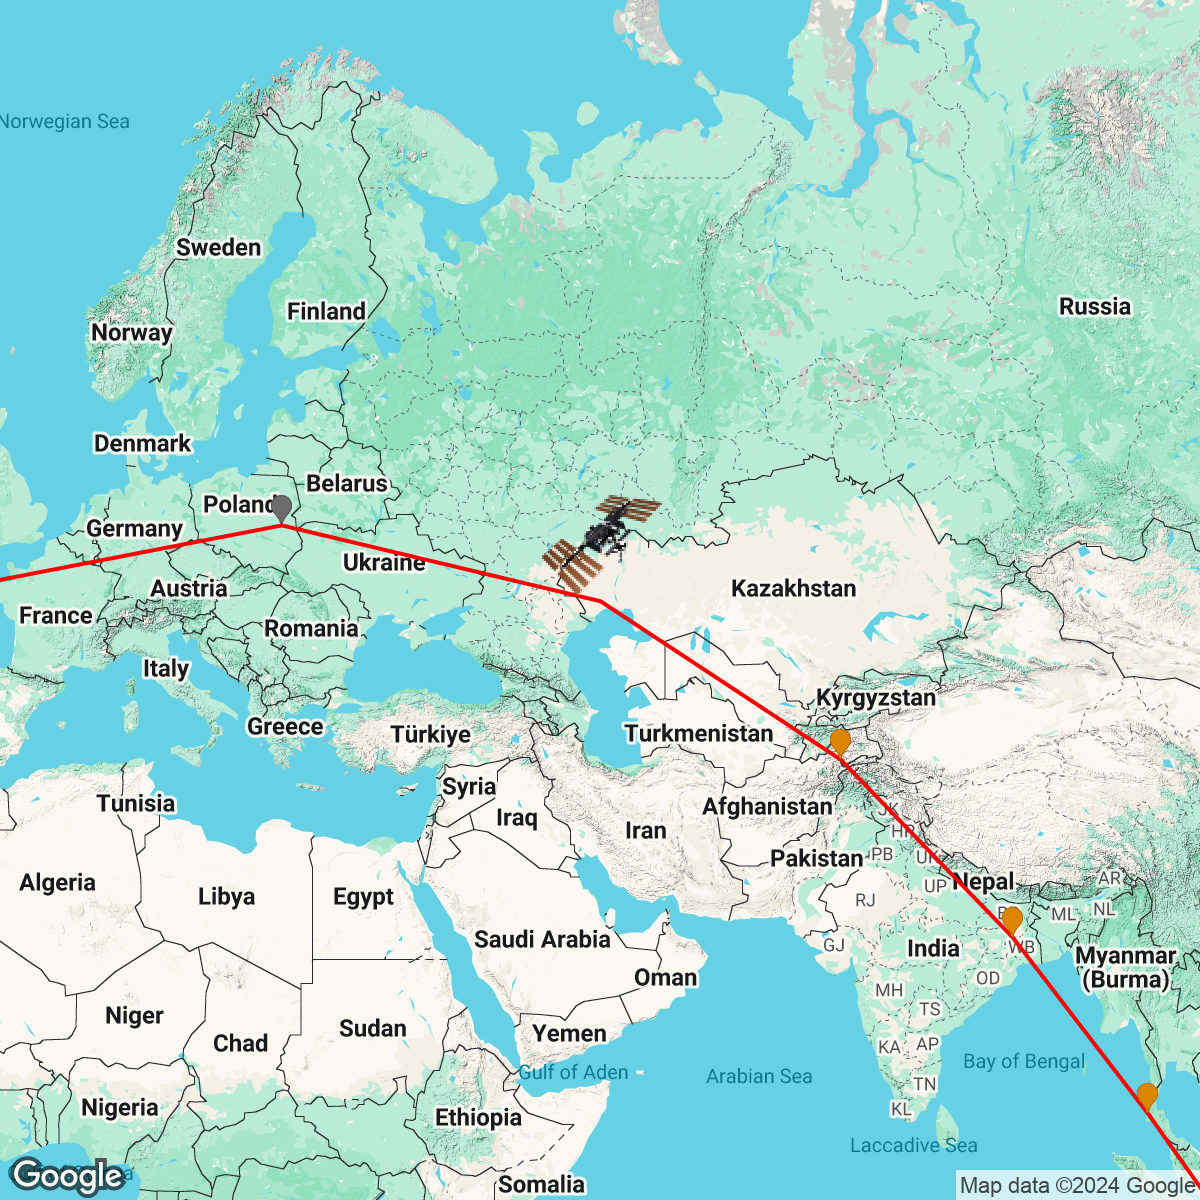 Norwegian Sea
Sweden
Finland
Norway
Russia
Denmark
Belarus
Poland
Germany
Ukraine
Austria
Kazakhstan
France
Romania
Italy
Kyrgyzstan
Greece
Türkiye
Turkmenistan
Syria
Tunisia
Iraq
Afghanistan
Iran
JK
HP
PB
Pakistan
UK
Algeria
Nepal
AR
UP
Libya
Egypt
RJ
ML
NL
Saudi Arabia
GJ
India
WB
Myanmar
(Burma)
Oman
OD
MH
Niger
TS
Sudan
Yemen
Chad
KA
AP
Bay of Bengal
Gulf of Aden
Arabian Sea
TN
Nigeria
KL
Ethiopia
Laccadive Sea
Google
Somalia
Map data ©2024 Google